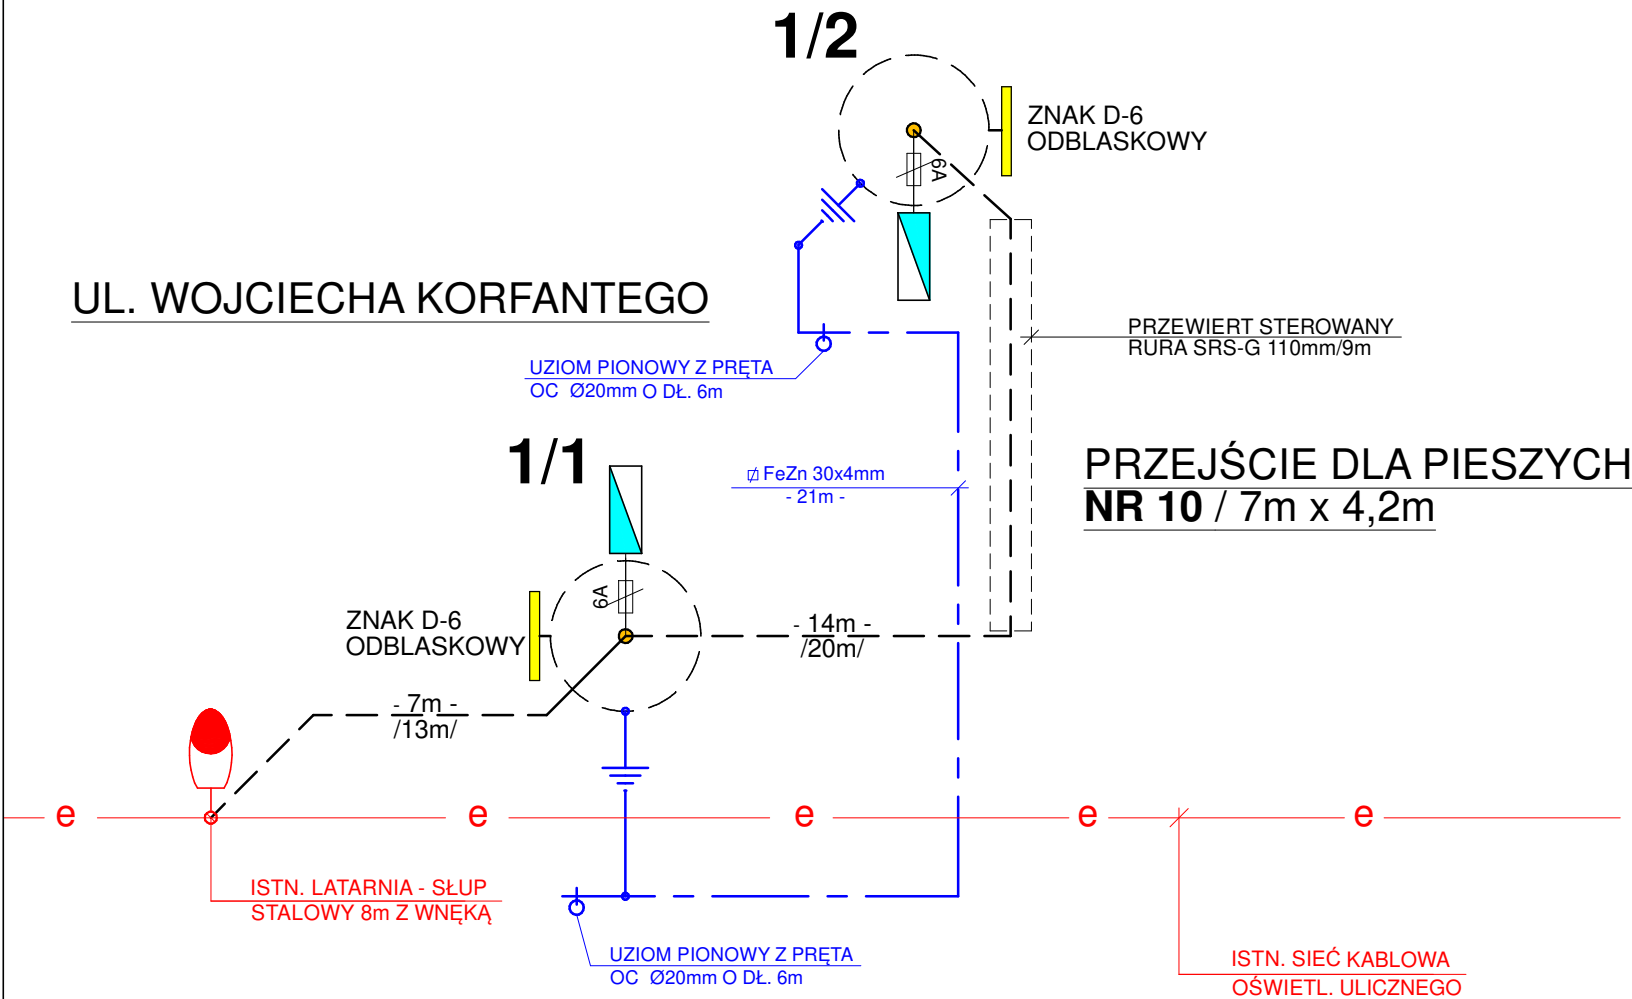 1/2
ZNAK D-6
ODBLASKOWY
6A
UL. WOJCIECHA KORFANTEGO
PRZEWIERT STEROWANY
RURA SRS-G 110mm/9m
UZIOM PIONOWY Z PRĘTA
OC Ø20mm O DŁ. 6m
1/1
FeZn 30x4mm
- 21m -
PRZEJŚCIE DLA PIESZYCH
NR 10 / 7m x 4,2m
6A
ZNAK D-6
ODBLASKOWY
- 14m -
/20m/
- 7m -
/13m/
e e e e e
ISTN. LATARNIA - SŁUP
STALOWY 8m Z WNĘKĄ
UZIOM PIONOWY Z PRĘTA
OC Ø20mm O DŁ. 6m
ISTN. SIEĆ KABLOWA
OŚWIETL. ULICZNEGO